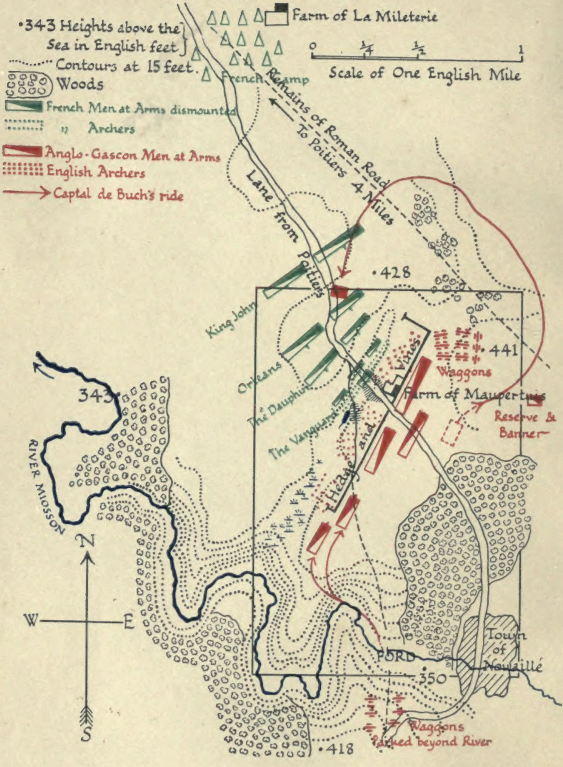 •343 Heights above the
Sea in English feet
Contours at 15 feet.
Woods
French Men at Arms dismounted
" Archers
Anglo-Gascon Men at Arms
English Archers
Captal de Buch's ride
Farm of La Mileterie
French Camp
0 ¼ ½ 1
Scale of One English Mile
Remains of Roman Road
To Poitiers 4 Miles
Lane from Poitiers
•428
King John
Orleans
The Dauphin
The Vanguard
Vines
Hedge and
•441
Waggons
Farm of Maupertuis
Reserve &
Banner
343
RIVER MIOSSON
N
W E
S
FORD
350
Town
of
Nouaillé
Waggons
Parked beyond River
•418